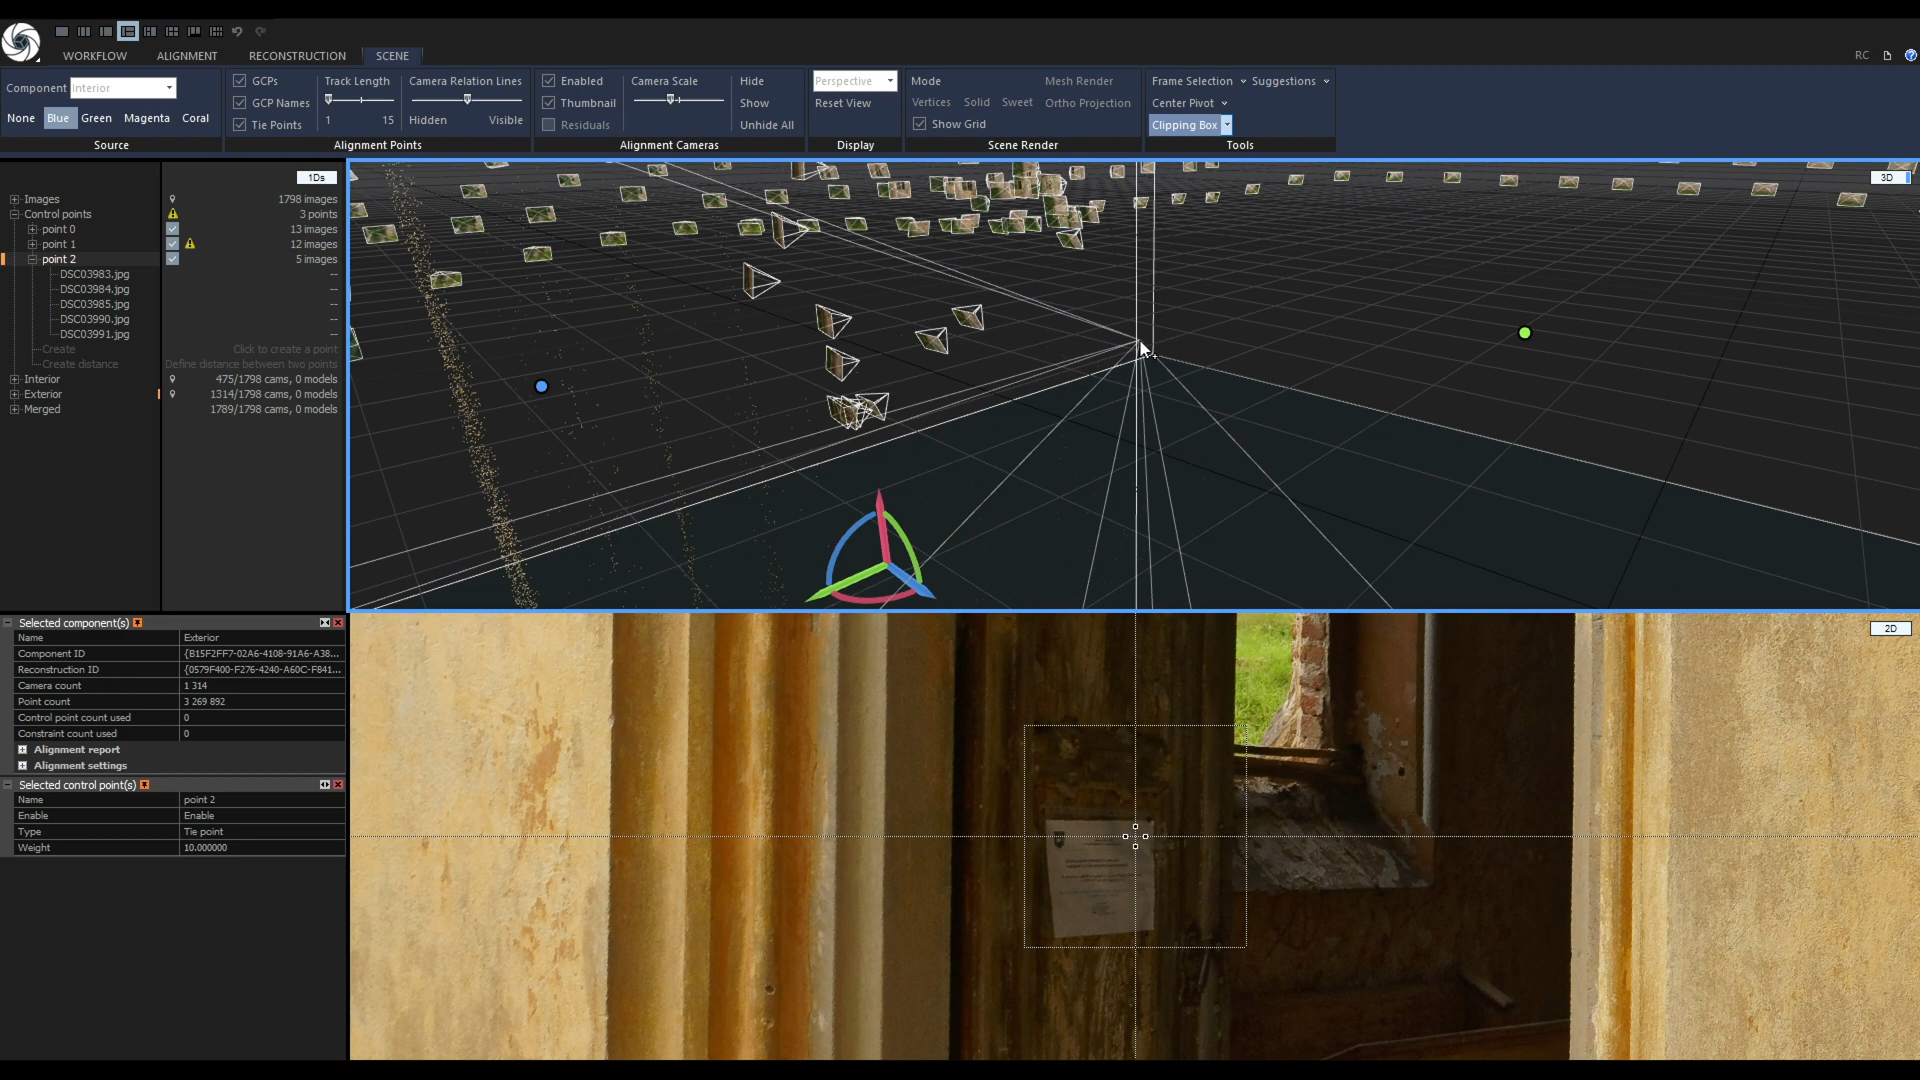 WORKFLOW ALIGNMENT RECONSTRUCTION SCENE RC
Component Interior
None Blue Green Magenta Coral
Source
GCPs
GCP Names
Tie Points
Track Length
1 15
Camera Relation Lines
Hidden Visible
Alignment Points
Enabled
Thumbnail
Residuals
Camera Scale
Hide
Show
Unhide All
Alignment Cameras
Perspective
Reset View
Display
Mode
Vertices Solid Sweet
Show Grid
Mesh Render
Ortho Projection
Scene Render
Frame Selection Suggestions
Center Pivot
Clipping Box
Tools
1Ds
Images 1798 images
Control points 3 points
point 0 13 images
point 1 12 images
point 2 5 images
DSC03983.jpg --
DSC03984.jpg --
DSC03985.jpg --
DSC03990.jpg --
DSC03991.jpg --
Create Click to create a point
Create distance Define distance between two points
Interior 475/1798 cams, 0 models
Exterior 1314/1798 cams, 0 models
Merged 1789/1798 cams, 0 models
3D
Selected component(s)
Name Exterior
Component ID {B15F2FF7-02A6-4108-91A6-A38...
Reconstruction ID {0579F400-F276-4240-A60C-F841...
Camera count 1 314
Point count 3 269 892
Control point count used 0
Constraint count used 0
Alignment report
Alignment settings
Selected control point(s)
Name point 2
Enable Enable
Type Tie point
Weight 10.000000
2D